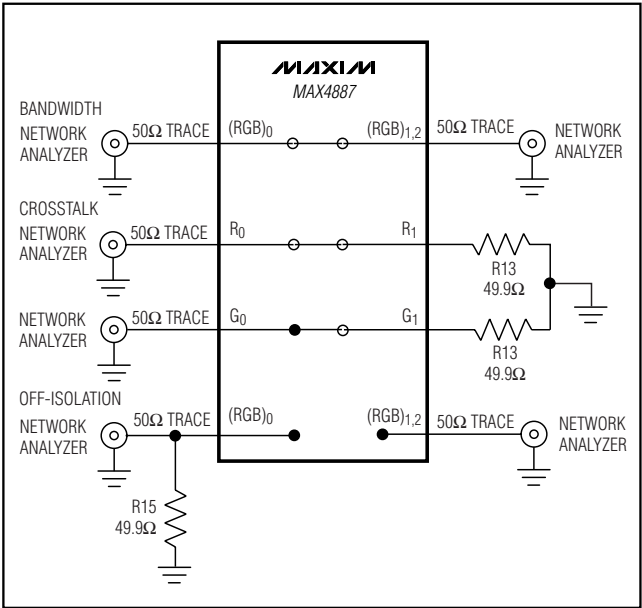 MAXIM
MAX4887
BANDWIDTH
NETWORK
ANALYZER
50Ω TRACE
(RGB)0
(RGB)1,2
50Ω TRACE
NETWORK
ANALYZER
CROSSTALK
NETWORK
ANALYZER
50Ω TRACE
R0
R1
R13
49.9Ω
NETWORK
ANALYZER
50Ω TRACE
G0
G1
R13
49.9Ω
OFF-ISOLATION
NETWORK
ANALYZER
50Ω TRACE
(RGB)0
(RGB)1,2
50Ω TRACE
NETWORK
ANALYZER
R15
49.9Ω